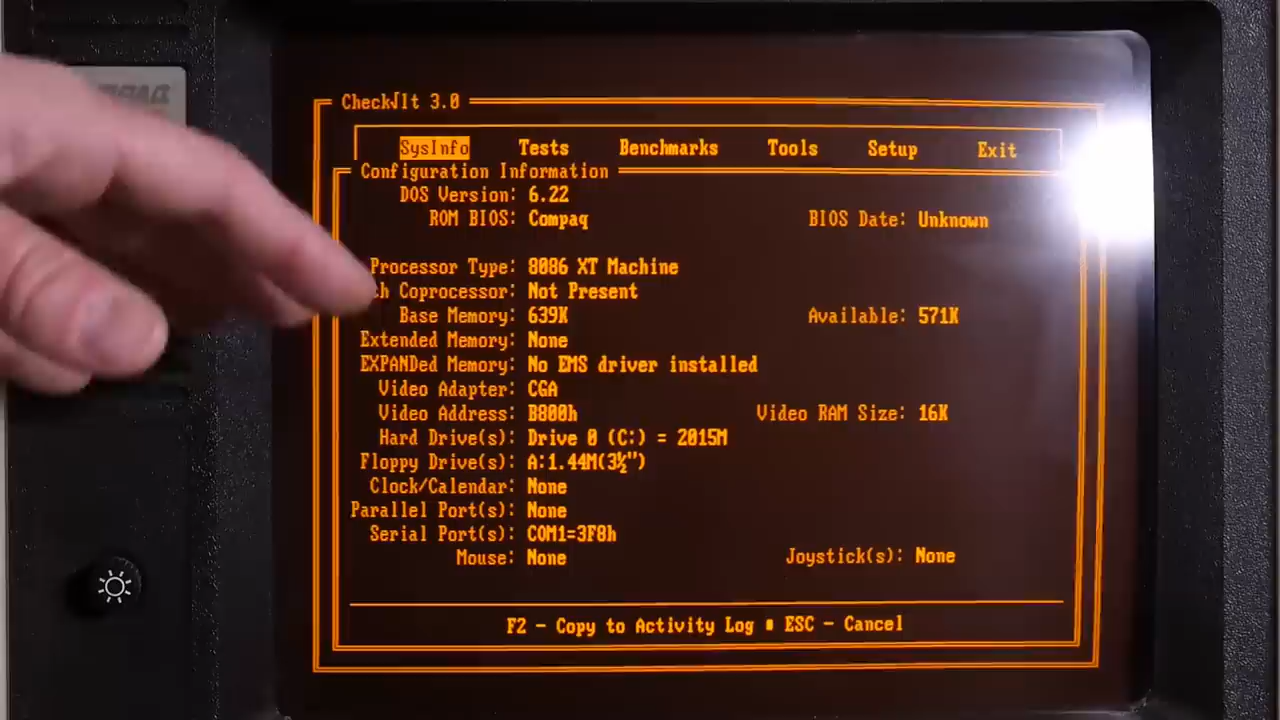 Check√It 3.0
SysInfo Tests Benchmarks Tools Setup Exit
Configuration Information
DOS Version: 6.22
ROM BIOS: Compaq BIOS Date: Unknown
Processor Type: 8086 XT Machine
Coprocessor: Not Present
Base Memory: 639K Available: 571K
Extended Memory: None
EXPANDed Memory: No EMS driver installed
Video Adapter: CGA
Video Address: B800h Video RAM Size: 16K
Hard Drive(s): Drive 0 (C:) = 2015M
Floppy Drive(s): A:1.44M(3½")
Clock/Calendar: None
Parallel Port(s): None
Serial Port(s): COM1=3F8h
Mouse: None Joystick(s): None
F2 - Copy to Activity Log ▪ ESC - Cancel